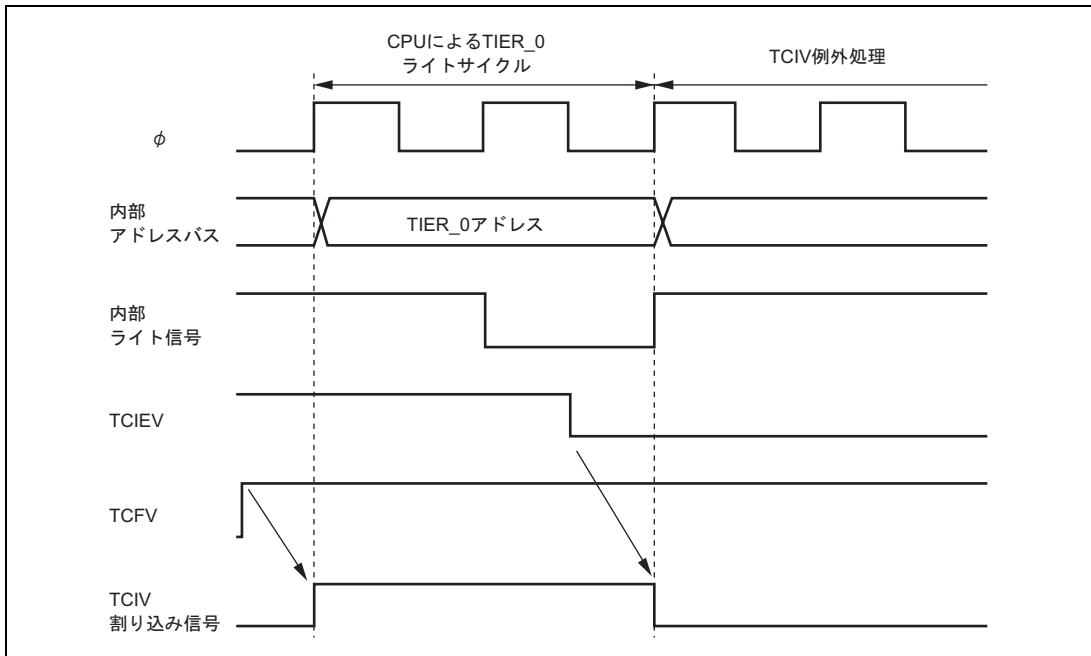 CPUによるTIER_0
ライトサイクル
TCIV例外処理
φ
内部
アドレスバス
TIER_0アドレス
内部
ライト信号
TCIEV
TCFV
TCIV
割り込み信号